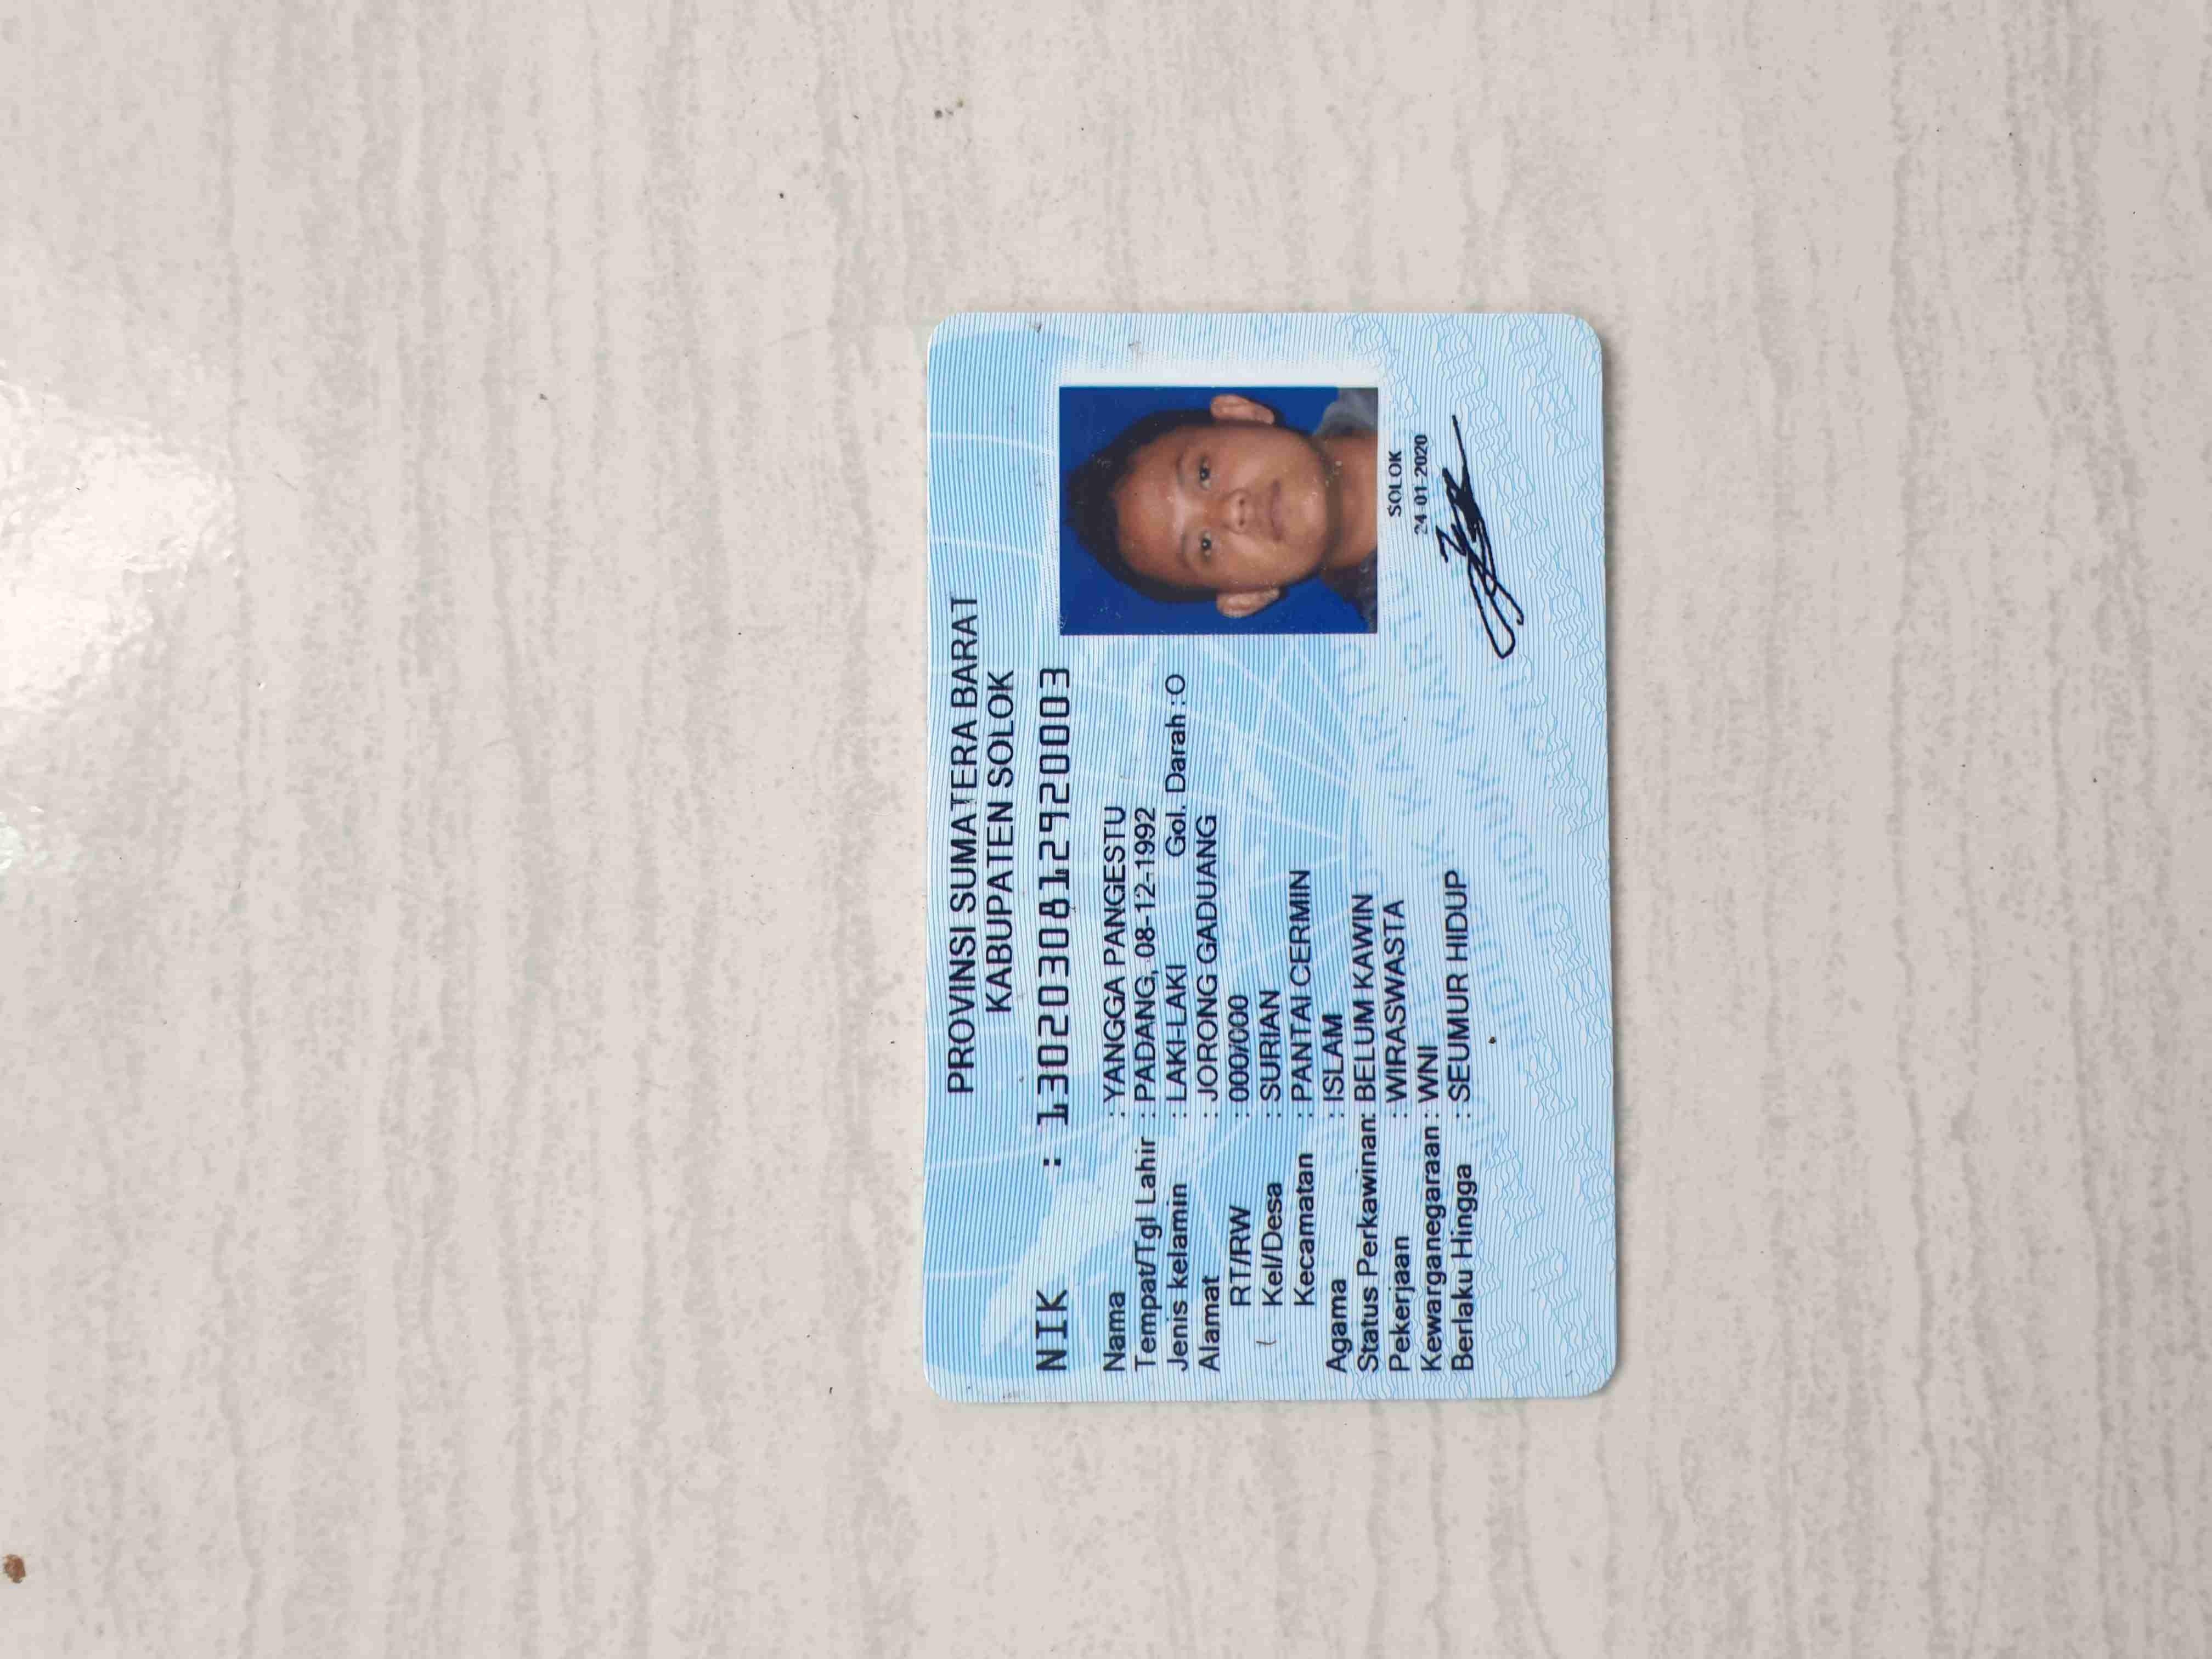 PROVINSI SUMATERA BARAT
KABUPATEN SOLOK
NIK : 1302030812920003
Nama : YANGGA PANGESTU
Tempat/Tgl Lahir : PADANG, 08-12-1992
Jenis kelamin : LAKI-LAKI Gol. Darah : O
Alamat : JORONG GADUANG
RT/RW : 000/000
Kel/Desa : SURIAN
Kecamatan : PANTAI CERMIN
Agama : ISLAM
Status Perkawinan: BELUM KAWIN
Pekerjaan : WIRASWASTA
Kewarganegaraan : WNI
Berlaku Hingga : SEUMUR HIDUP
SOLOK
24-01-2020